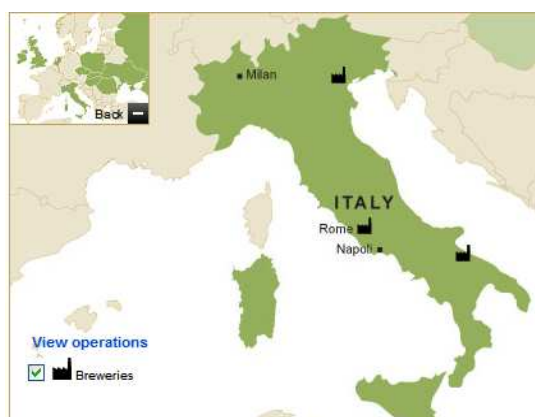 Back
Milan
ITALY
Rome
Napoli
View operations
Breweries